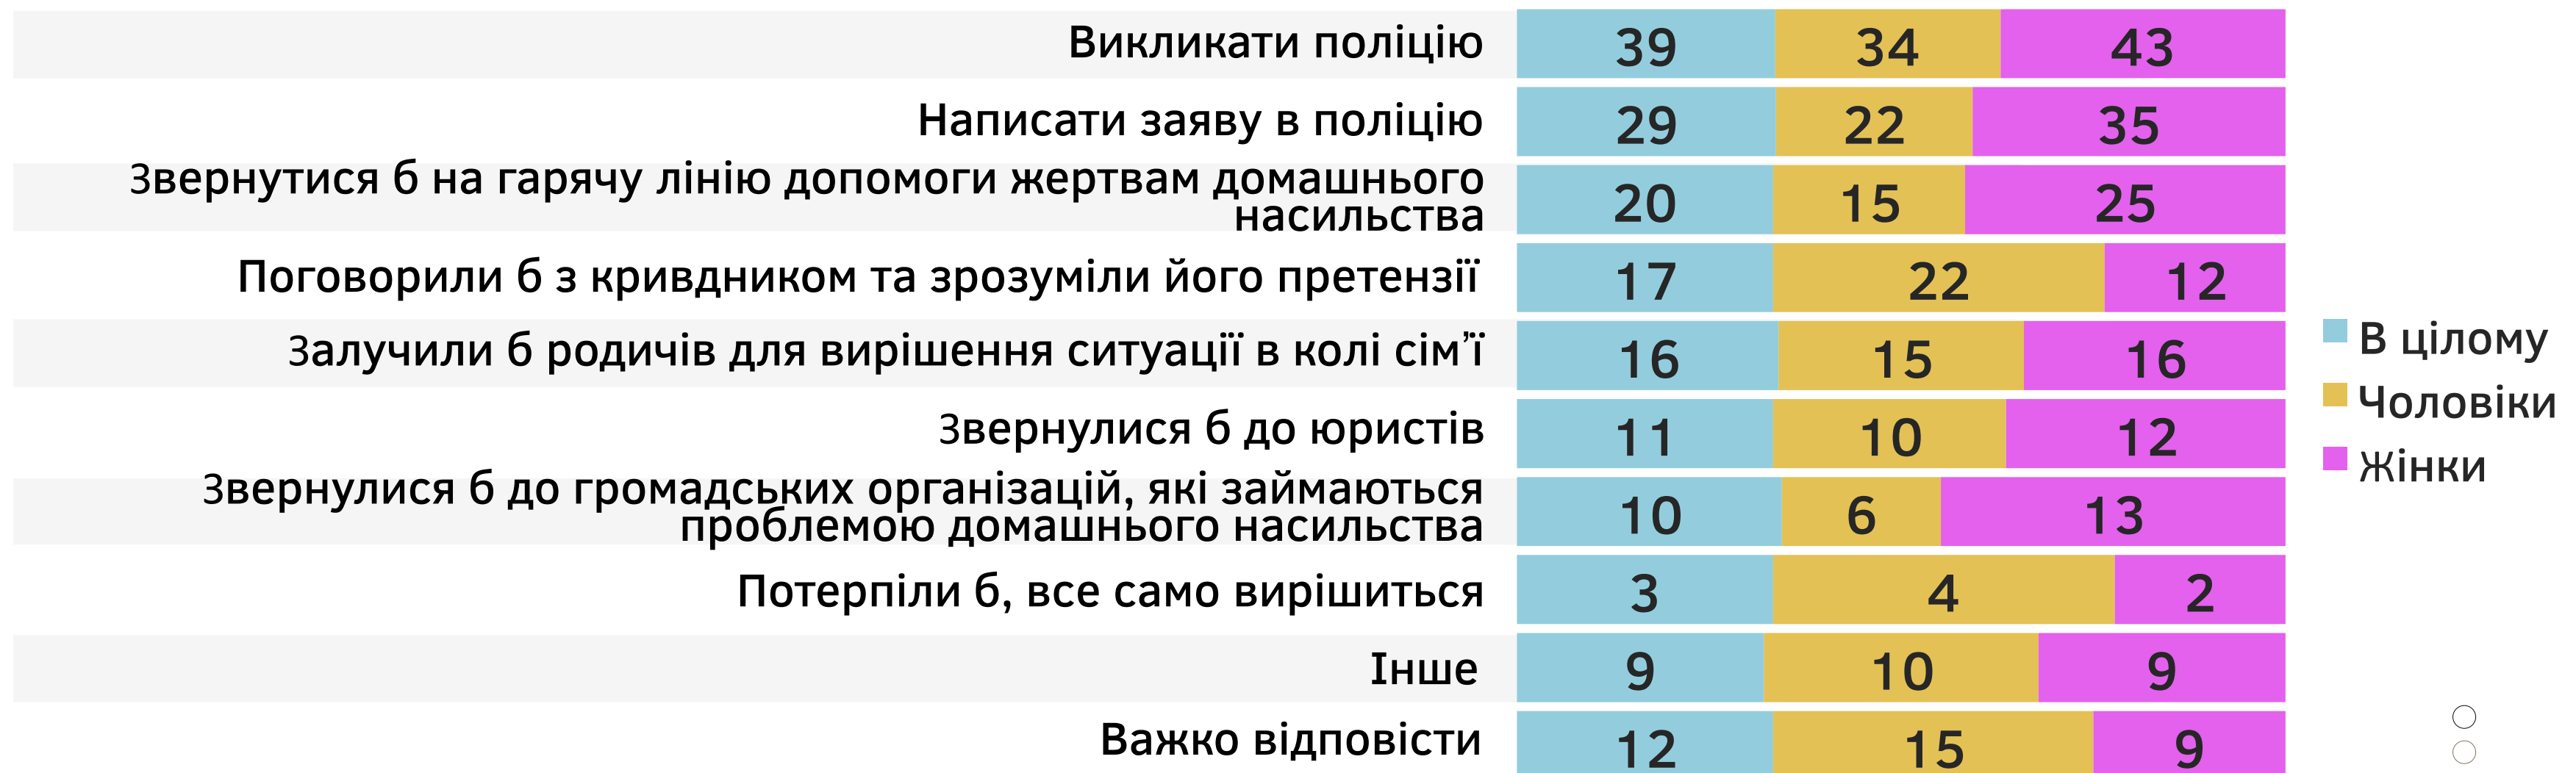 Викликати поліцію 39 34 43
Написати заяву в поліцію 29 22 35
Звернутися б на гарячу лінію допомоги жертвам домашнього
насильства 20 15 25
Поговорили б з кривдником та зрозуміли його претензії 17 22 12
Залучили б родичів для вирішення ситуації в колі сім’ї 16 15 16
Звернулися б до юристів 11 10 12
Звернулися б до громадських організацій, які займаються
проблемою домашнього насильства 10 6 13
Потерпіли б, все само вирішиться 3 4 2
Інше 9 10 9
Важко відповісти 12 15 9
В цілому
Чоловіки
Жінки